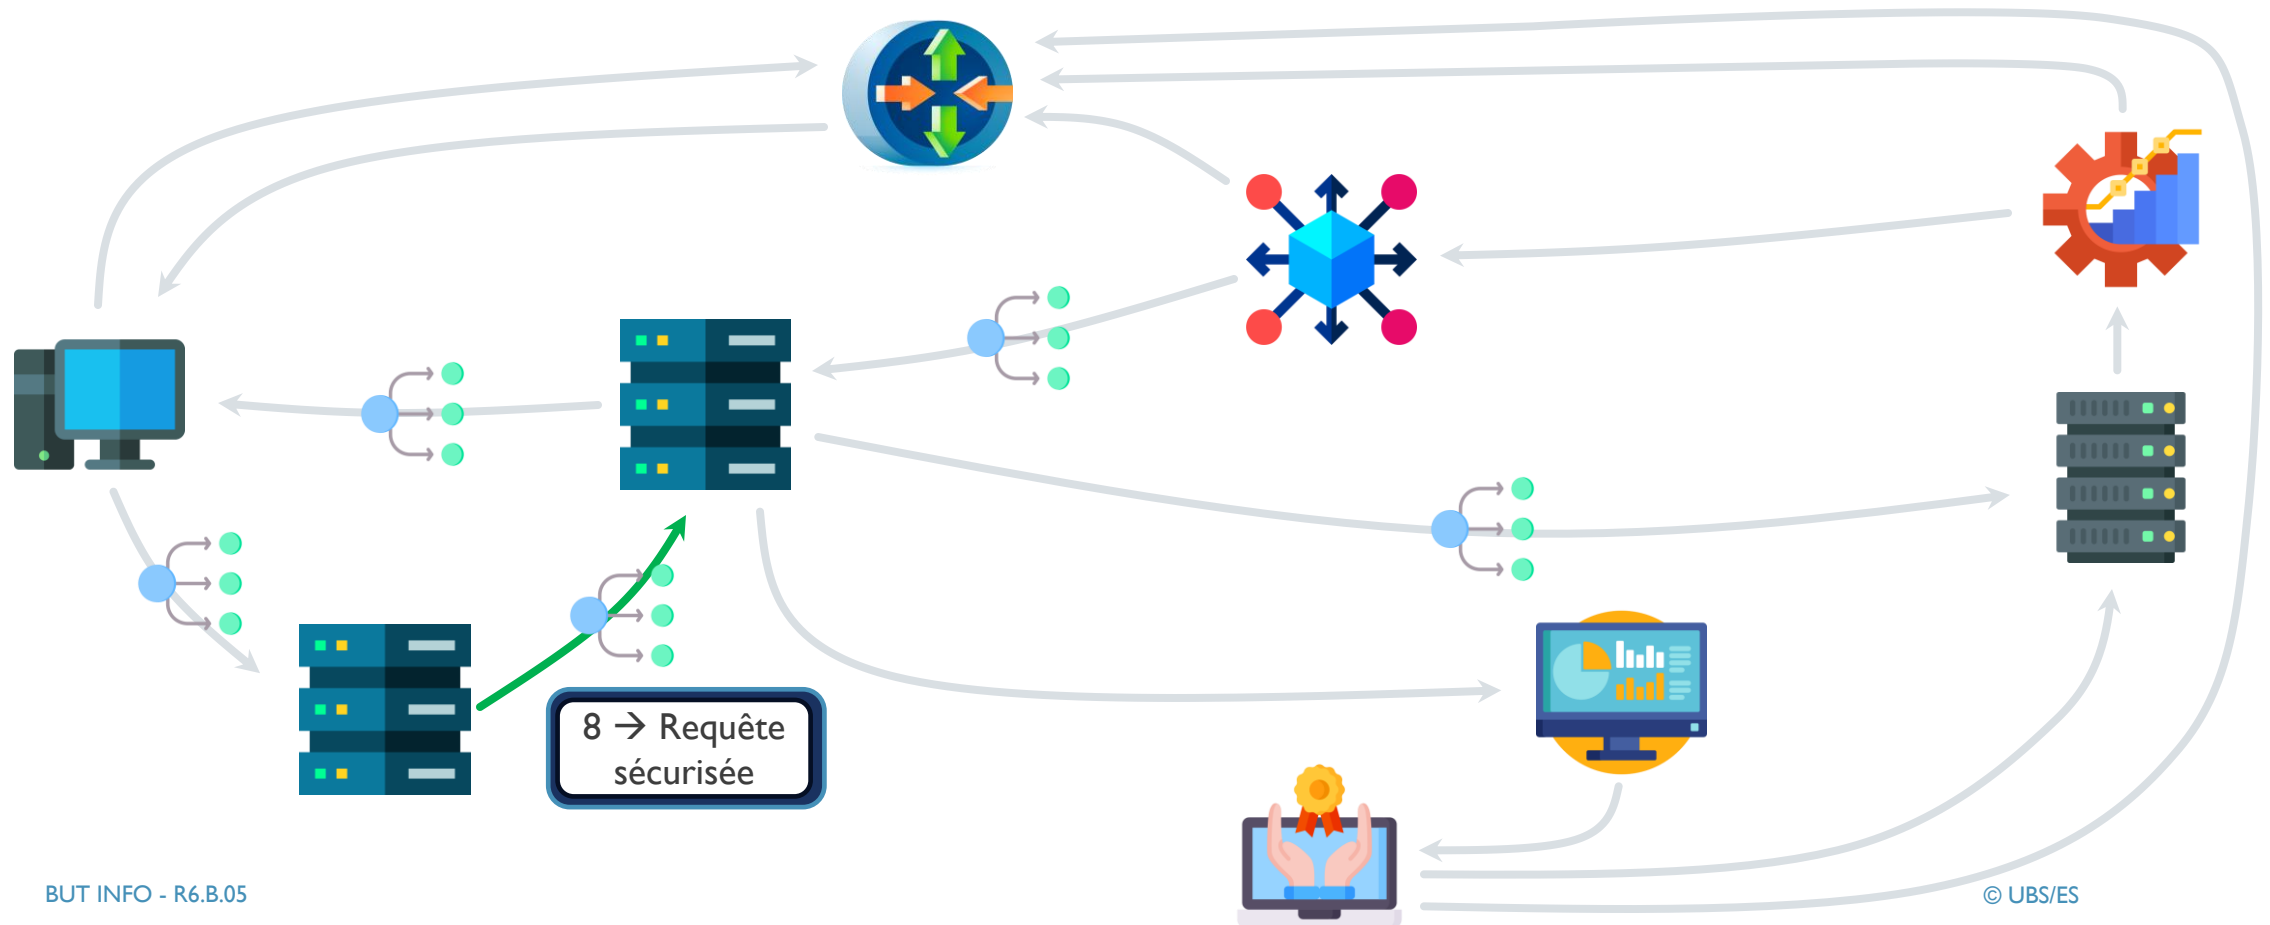 8 → Requête
sécurisée
BUT INFO - R6.B.05
© UBS/ES